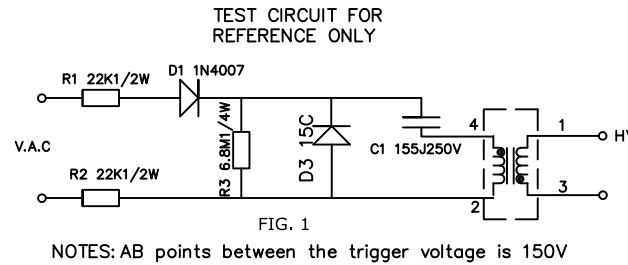 TEST CIRCUIT FOR
REFERENCE ONLY
R1 22K1/2W
D1 1N4007
V.A.C
R3 6.8M1/4W
D3 15C
C1 155J250V
4
1
HV
R2 22K1/2W
2
3
FIG. 1
NOTES: AB points between the trigger voltage is 150V